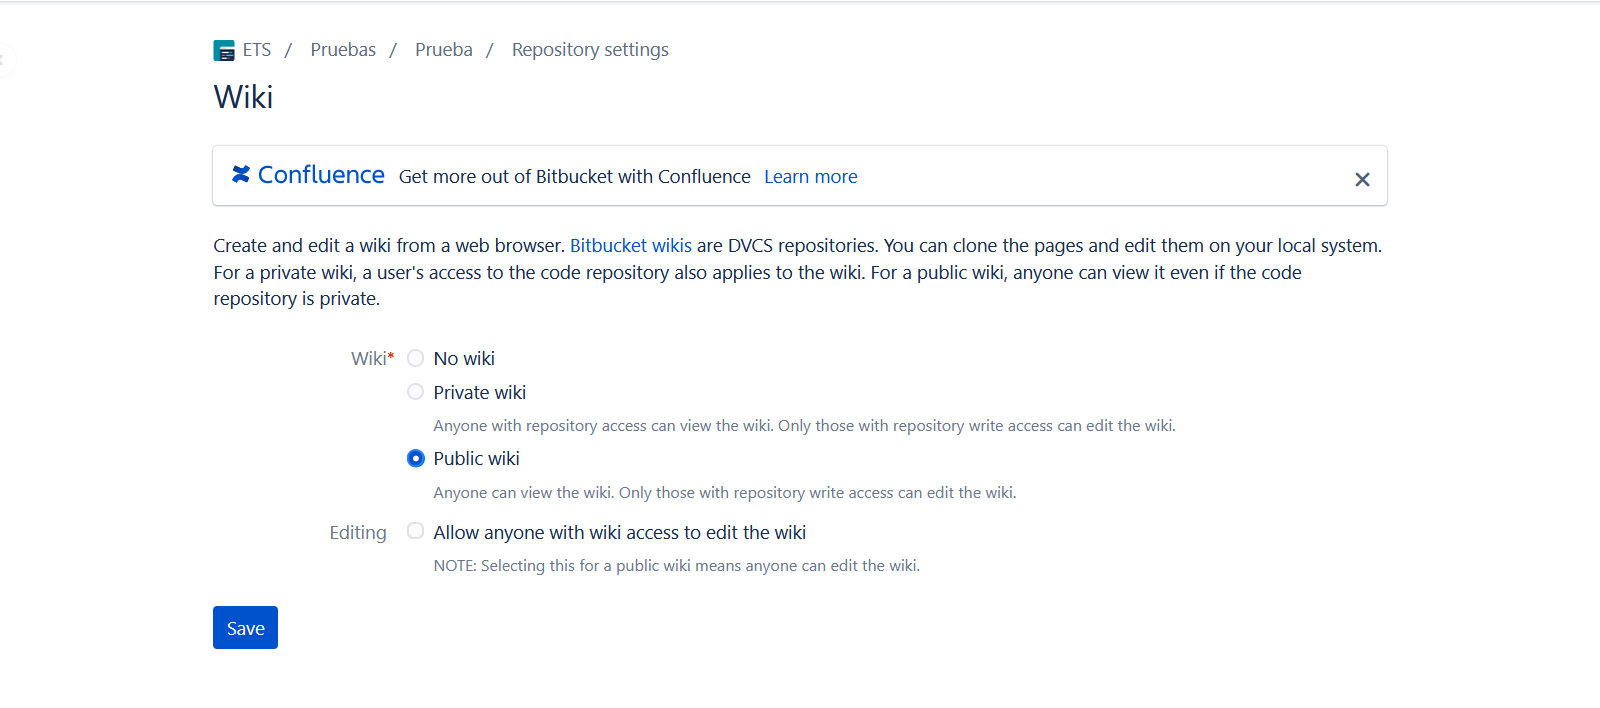 ETS / Pruebas / Prueba / Repository settings
Wiki
Confluence Get more out of Bitbucket with Confluence Learn more
Create and edit a wiki from a web browser. Bitbucket wikis are DVCS repositories. You can clone the pages and edit them on your local system.
For a private wiki, a user's access to the code repository also applies to the wiki. For a public wiki, anyone can view it even if the code
repository is private.
Wiki* No wiki
Private wiki
Anyone with repository access can view the wiki. Only those with repository write access can edit the wiki.
Public wiki
Anyone can view the wiki. Only those with repository write access can edit the wiki.
Editing Allow anyone with wiki access to edit the wiki
NOTE: Selecting this for a public wiki means anyone can edit the wiki.
Save